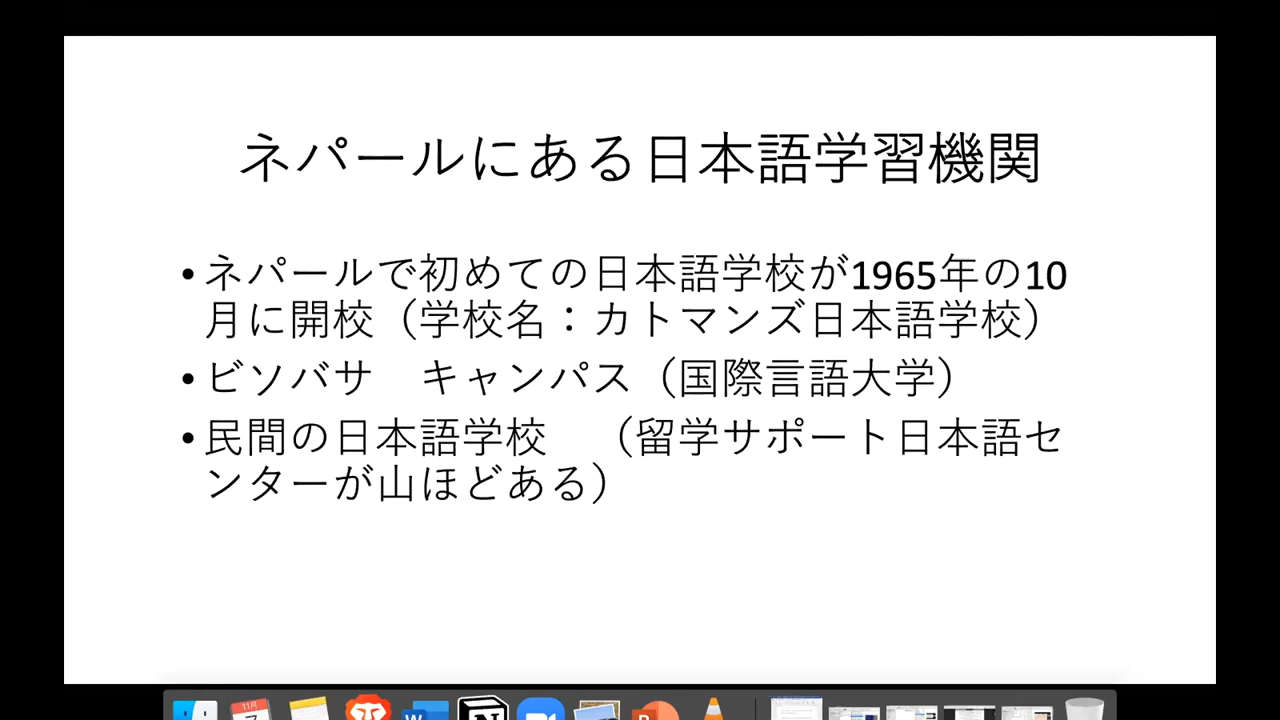 ネパールにある日本語学習機関
• ネパールで初めての日本語学校が1965年の10
月に開校（学校名：カトマンズ日本語学校）
• ビソバサ　キャンパス（国際言語大学）
• 民間の日本語学校　（留学サポート日本語セ
ンターが山ほどある）
11月